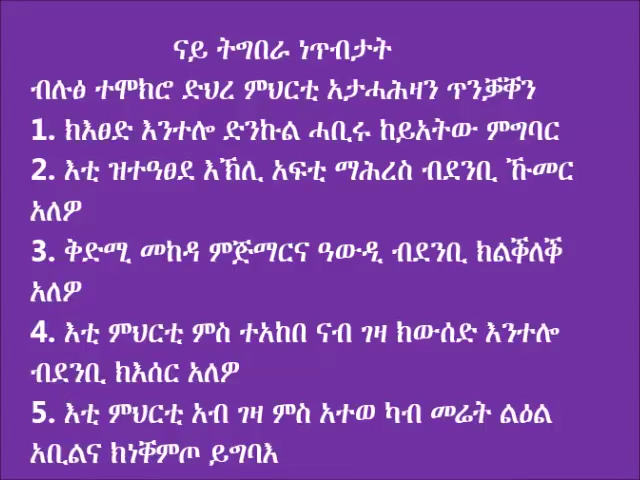 ናይ ትግበራ ነጥብታት
ብሉፅ ተሞክሮ ድህረ ምህርቲ አታሓሕዛን ጥንቓቐን
1. ክእፀድ እንተሎ ድንኩል ሓቢሩ ከይአትው ምግባር
2. እቲ ዝተዓፀደ እኽሊ አፍቲ ማሕረስ ብደንቢ ኹመር
አለዎ
3. ቅድሚ መከዳ ምጅማርና ዓውዲ ብደንቢ ክልቕለቕ
አለዎ
4. እቲ ምህርቲ ምስ ተአከበ ናብ ገዛ ክውሰድ እንተሎ
ብደንቢ ክእሰር አለዎ
5. እቲ ምህርቲ አብ ገዛ ምስ አተወ ካብ መሬት ልዕል
አቢልና ክነቐምጦ ይግባእ